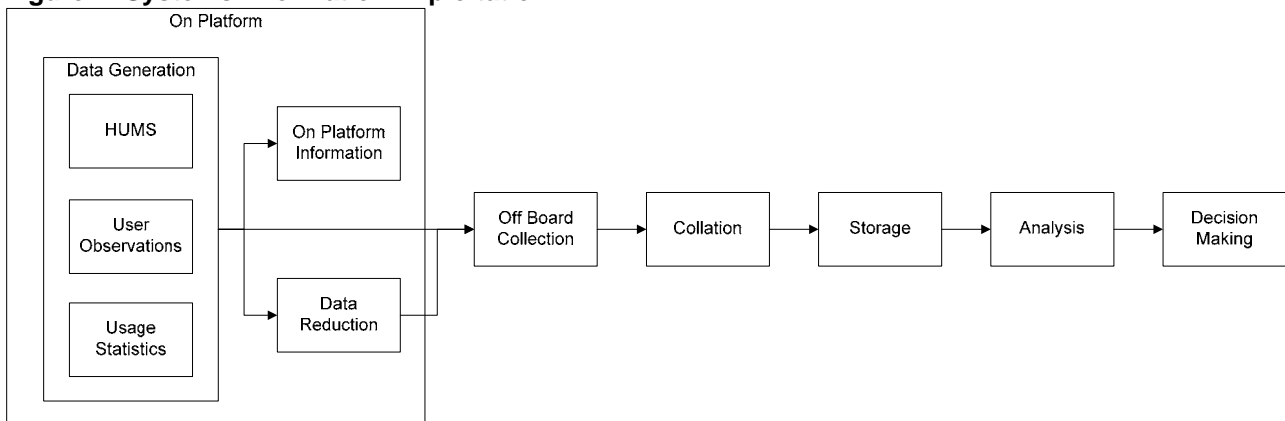 On Platform
Data Generation
HUMS
User
Observations
Usage
Statistics
On Platform
Information
Data
Reduction
Off Board
Collection
Collation
Storage
Analysis
Decision
Making